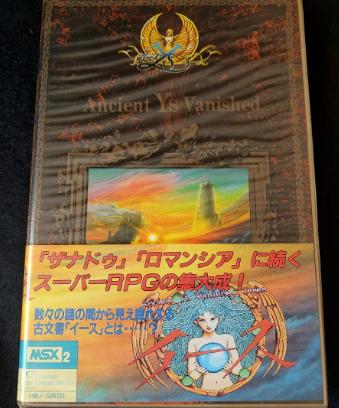 Ys
Ancient Ys Vanished
「ザナドゥ」「ロマンシア」に続く
スーパーRPGの集大成！
数々の謎の間から見え隠れする
古文書「イース」とは……？
イース
MSX2